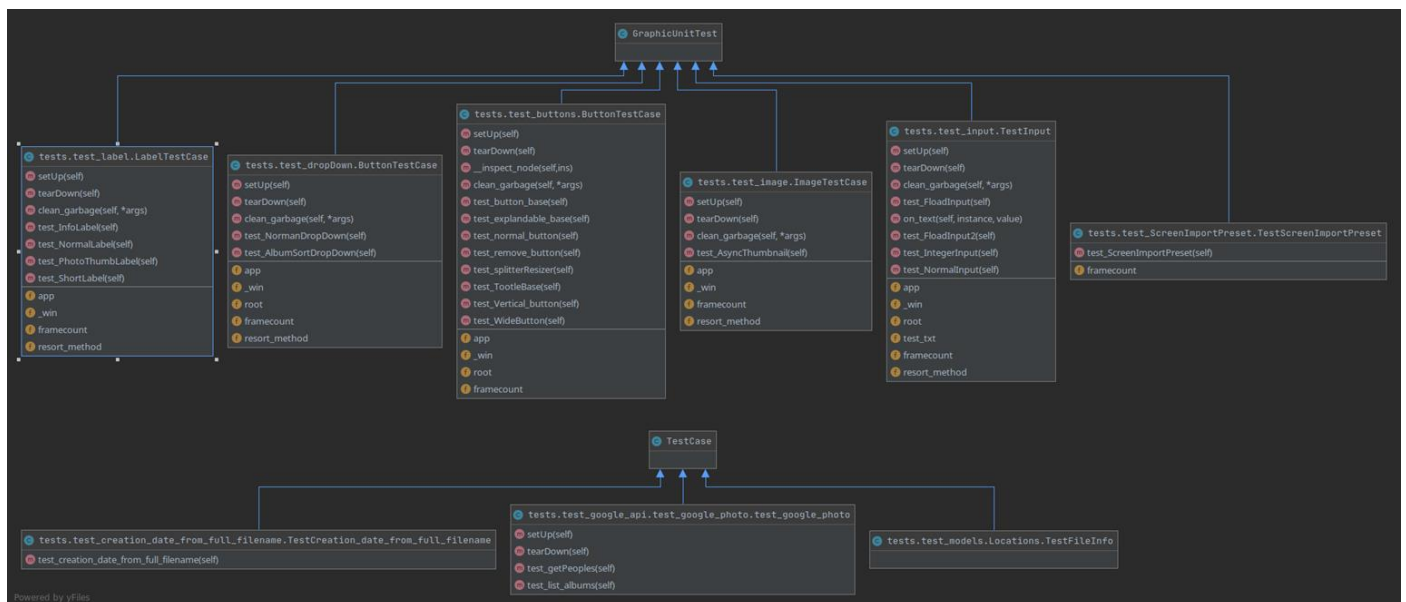 GraphicUnitTest
tests.test_label.LabelTestCase
setUp(self)
tearDown(self)
clean_garbage(self, *args)
test_InfoLabel(self)
test_NormalLabel(self)
test_PhotoThumbLabel(self)
test_ShortLabel(self)
app
_win
framecount
resort_method
tests.test_dropDown.ButtonTestCase
setUp(self)
tearDown(self)
clean_garbage(self, *args)
test_NormanDropDown(self)
test_AlbumSortDropDown(self)
app
_win
root
framecount
resort_method
tests.test_buttons.ButtonTestCase
setUp(self)
tearDown(self)
__inspect_node(self,ins)
clean_garbage(self, *args)
test_button_base(self)
test_explandable_base(self)
test_normal_button(self)
test_remove_button(self)
test_splitterResizer(self)
test_TootleBase(self)
test_Vertical_button(self)
test_WideButton(self)
app
_win
root
framecount
tests.test_image.ImageTestCase
setUp(self)
tearDown(self)
clean_garbage(self, *args)
test_AsyncThumbnail(self)
app
_win
framecount
resort_method
tests.test_input.TestInput
setUp(self)
tearDown(self)
clean_garbage(self, *args)
test_FloadInput(self)
on_text(self, instance, value)
test_FloadInput2(self)
test_IntegerInput(self)
test_NormalInput(self)
app
_win
root
test_txt
framecount
resort_method
tests.test_ScreenImportPreset.TestScreenImportPreset
test_ScreenImportPreset(self)
framecount
TestCase
tests.test_creation_date_from_full_filename.TestCreation_date_from_full_filename
test_creation_date_from_full_filename(self)
tests.test_google_api.test_google_photo.test_google_photo
setUp(self)
tearDown(self)
test_getPeoples(self)
test_list_albums(self)
tests.test_models.Locations.TestFileInfo
Powered by yFiles